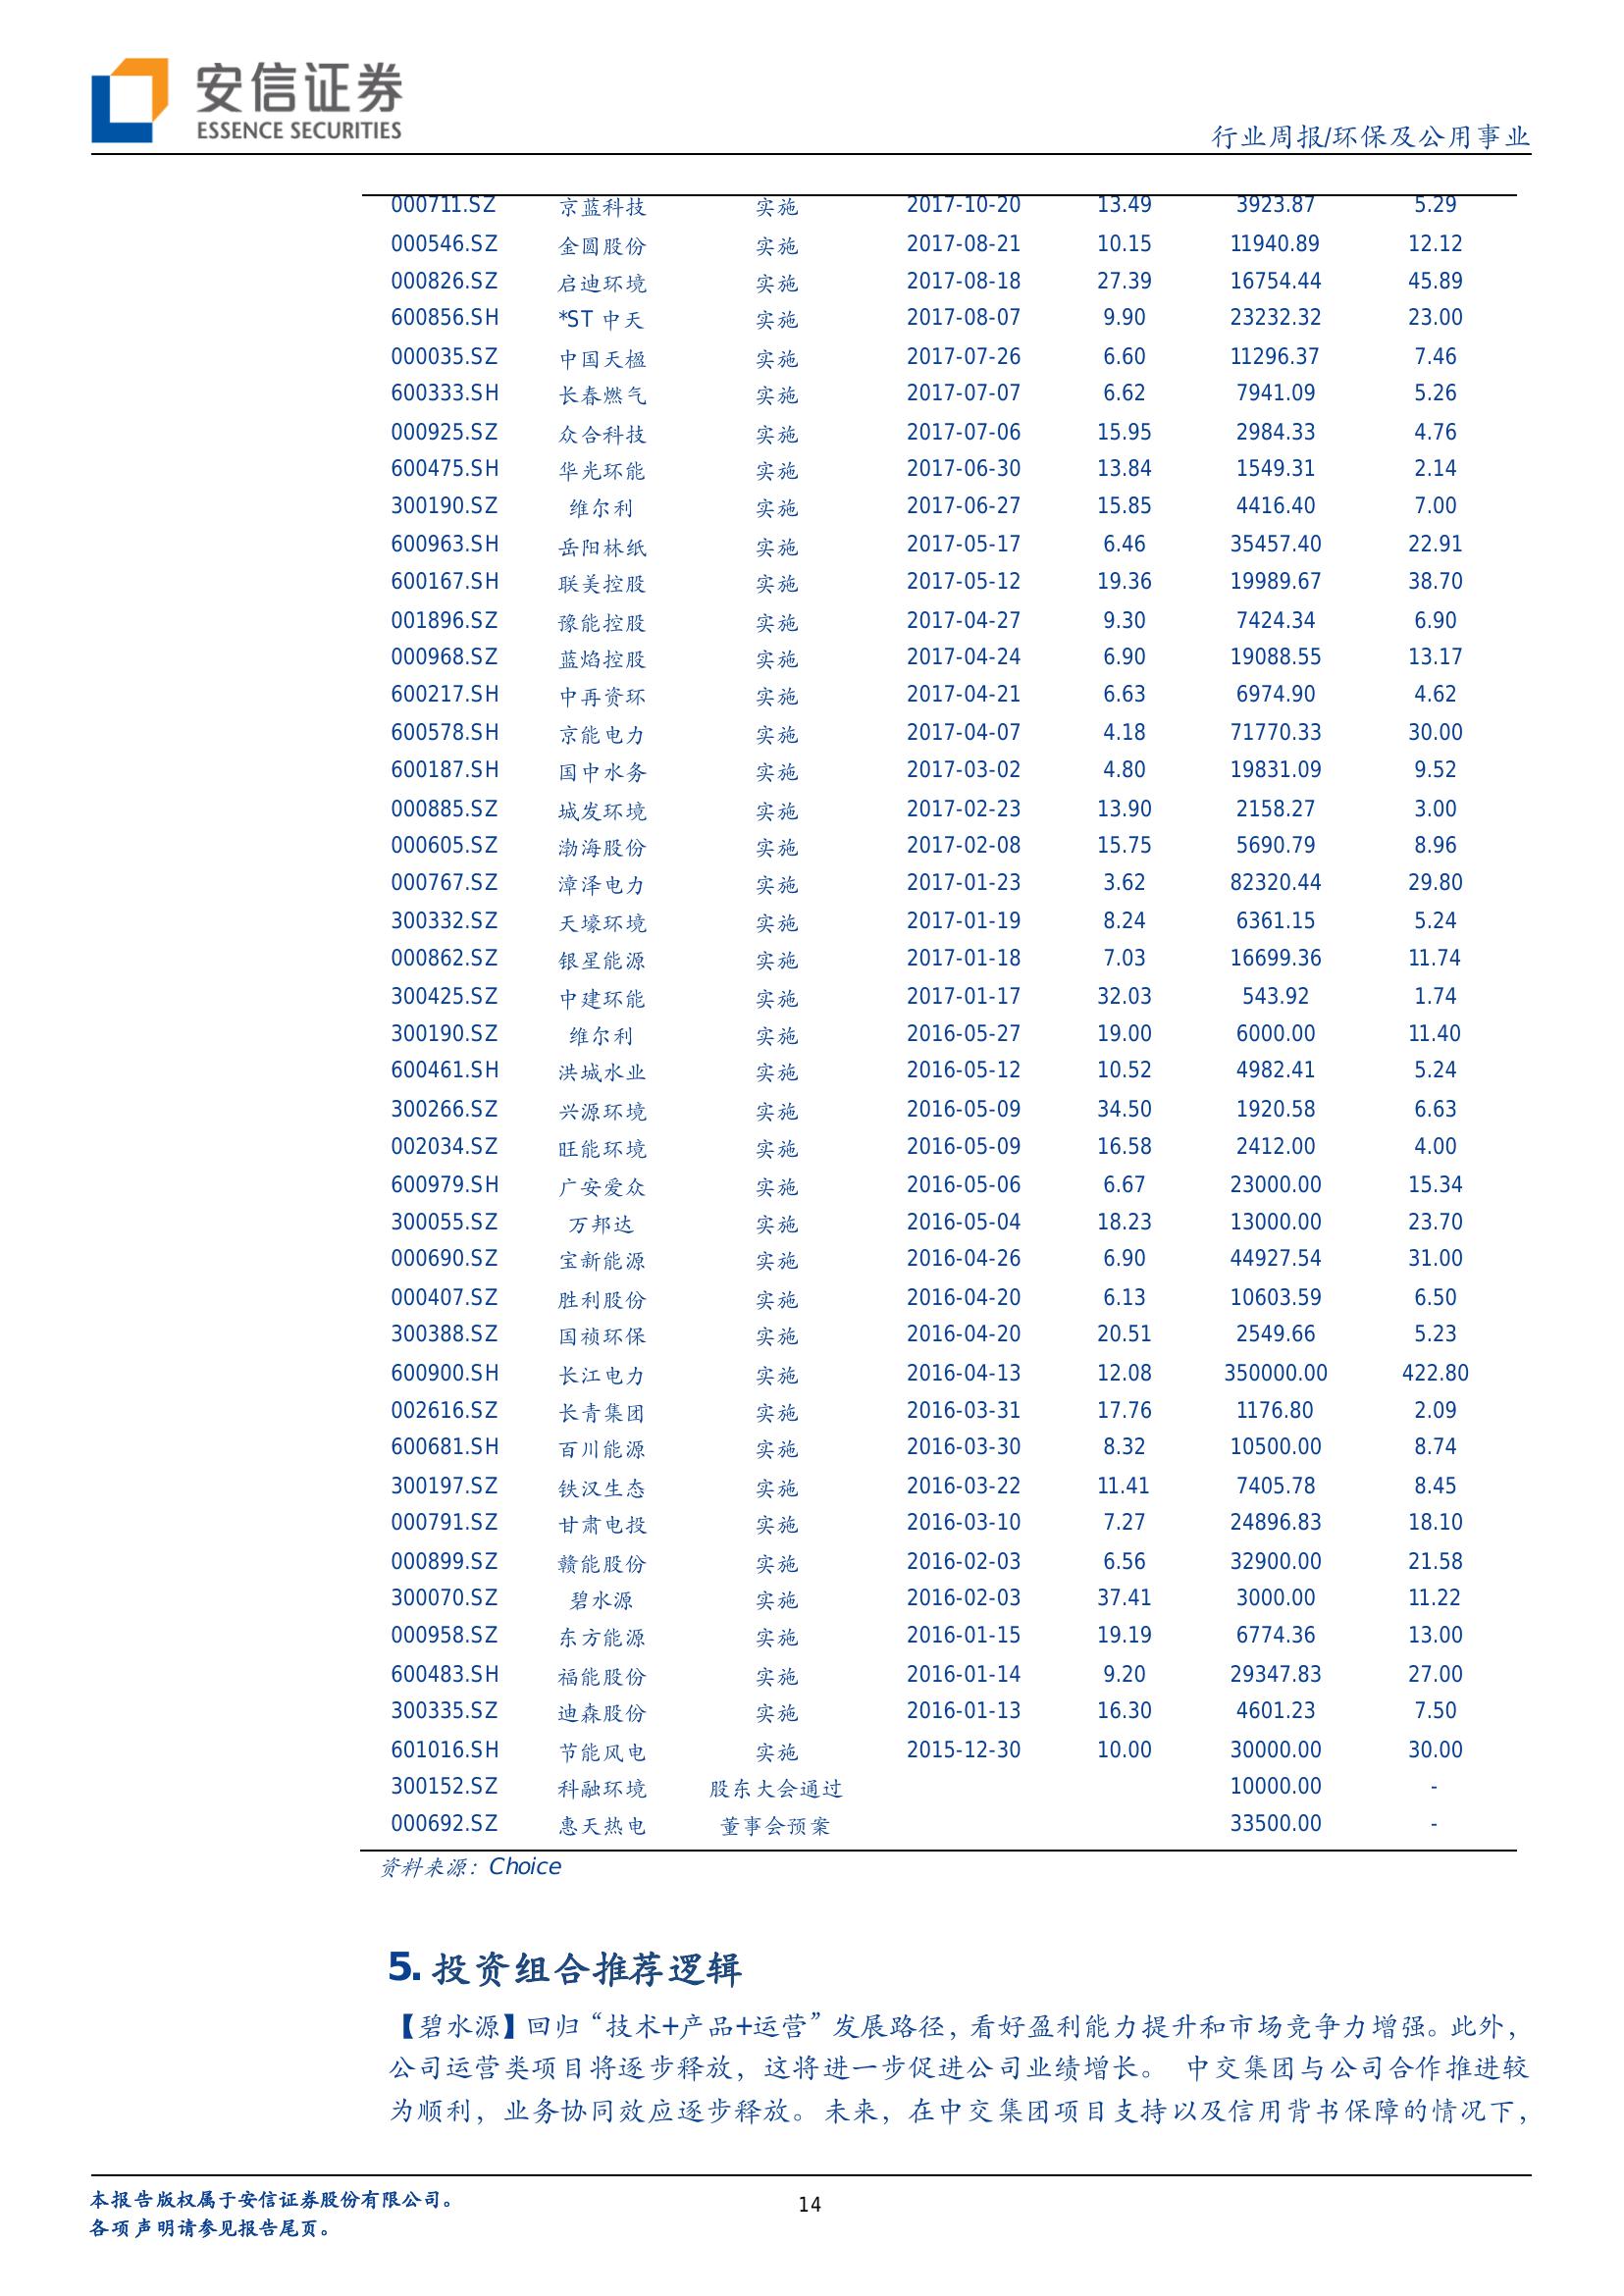 安信证券
ESSENCE SECURITIES
行业周报/环保及公用事业
000711.SZ 京蓝科技 实施 2017-10-20 13.49 3923.87 5.29
000546.SZ 金圆股份 实施 2017-08-21 10.15 11940.89 12.12
000826.SZ 启迪环境 实施 2017-08-18 27.39 16754.44 45.89
600856.SH *ST 中天 实施 2017-08-07 9.90 23232.32 23.00
000035.SZ 中国天楹 实施 2017-07-26 6.60 11296.37 7.46
600333.SH 长春燃气 实施 2017-07-07 6.62 7941.09 5.26
000925.SZ 众合科技 实施 2017-07-06 15.95 2984.33 4.76
600475.SH 华光环能 实施 2017-06-30 13.84 1549.31 2.14
300190.SZ 维尔利 实施 2017-06-27 15.85 4416.40 7.00
600963.SH 岳阳林纸 实施 2017-05-17 6.46 35457.40 22.91
600167.SH 联美控股 实施 2017-05-12 19.36 19989.67 38.70
001896.SZ 豫能控股 实施 2017-04-27 9.30 7424.34 6.90
000968.SZ 蓝焰控股 实施 2017-04-24 6.90 19088.55 13.17
600217.SH 中再资环 实施 2017-04-21 6.63 6974.90 4.62
600578.SH 京能电力 实施 2017-04-07 4.18 71770.33 30.00
600187.SH 国中水务 实施 2017-03-02 4.80 19831.09 9.52
000885.SZ 城发环境 实施 2017-02-23 13.90 2158.27 3.00
000605.SZ 渤海股份 实施 2017-02-08 15.75 5690.79 8.96
000767.SZ 漳泽电力 实施 2017-01-23 3.62 82320.44 29.80
300332.SZ 天壕环境 实施 2017-01-19 8.24 6361.15 5.24
000862.SZ 银星能源 实施 2017-01-18 7.03 16699.36 11.74
300425.SZ 中建环能 实施 2017-01-17 32.03 543.92 1.74
300190.SZ 维尔利 实施 2016-05-27 19.00 6000.00 11.40
600461.SH 洪城水业 实施 2016-05-12 10.52 4982.41 5.24
300266.SZ 兴源环境 实施 2016-05-09 34.50 1920.58 6.63
002034.SZ 旺能环境 实施 2016-05-09 16.58 2412.00 4.00
600979.SH 广安爱众 实施 2016-05-06 6.67 23000.00 15.34
300055.SZ 万邦达 实施 2016-05-04 18.23 13000.00 23.70
000690.SZ 宝新能源 实施 2016-04-26 6.90 44927.54 31.00
000407.SZ 胜利股份 实施 2016-04-20 6.13 10603.59 6.50
300388.SZ 国祯环保 实施 2016-04-20 20.51 2549.66 5.23
600900.SH 长江电力 实施 2016-04-13 12.08 350000.00 422.80
002616.SZ 长青集团 实施 2016-03-31 17.76 1176.80 2.09
600681.SH 百川能源 实施 2016-03-30 8.32 10500.00 8.74
300197.SZ 铁汉生态 实施 2016-03-22 11.41 7405.78 8.45
000791.SZ 甘肃电投 实施 2016-03-10 7.27 24896.83 18.10
000899.SZ 赣能股份 实施 2016-02-03 6.56 32900.00 21.58
300070.SZ 碧水源 实施 2016-02-03 37.41 3000.00 11.22
000958.SZ 东方能源 实施 2016-01-15 19.19 6774.36 13.00
600483.SH 福能股份 实施 2016-01-14 9.20 29347.83 27.00
300335.SZ 迪森股份 实施 2016-01-13 16.30 4601.23 7.50
601016.SH 节能风电 实施 2015-12-30 10.00 30000.00 30.00
300152.SZ 科融环境 股东大会通过 10000.00 -
000692.SZ 惠天热电 董事会预案 33500.00 -
资料来源：Choice
5. 投资组合推荐逻辑
【碧水源】回归“技术+产品+运营”发展路径，看好盈利能力提升和市场竞争力增强。此外，
公司运营类项目将逐步释放，这将进一步促进公司业绩增长。 中交集团与公司合作推进较
为顺利，业务协同效应逐步释放。未来，在中交集团项目支持以及信用背书保障的情况下，
本报告版权属于安信证券股份有限公司。
各项声明请参见报告尾页。
14